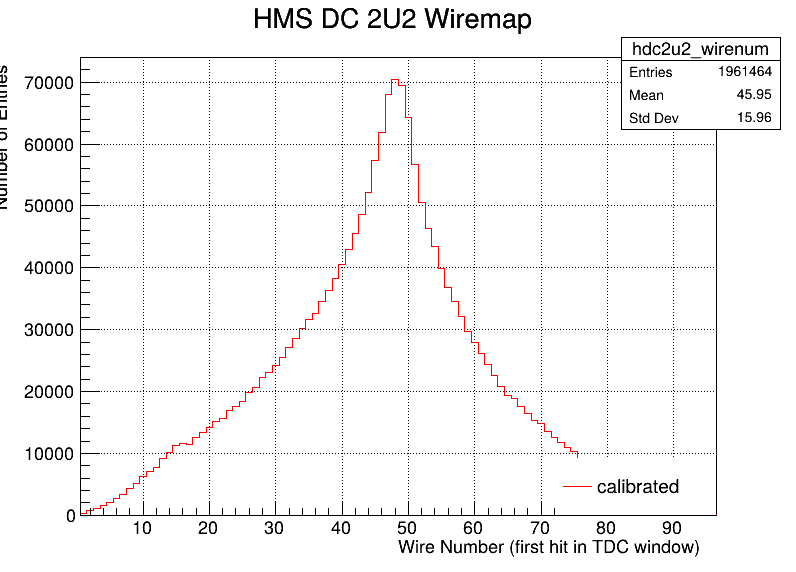 HMS DC 2U2 Wiremap
hdc2u2_wirenum
Entries 1961464
Mean 45.95
Std Dev 15.96
Number of Entries
70000
60000
50000
40000
30000
20000
10000
0
calibrated
10 20 30 40 50 60 70 80 90
Wire Number (first hit in TDC window)